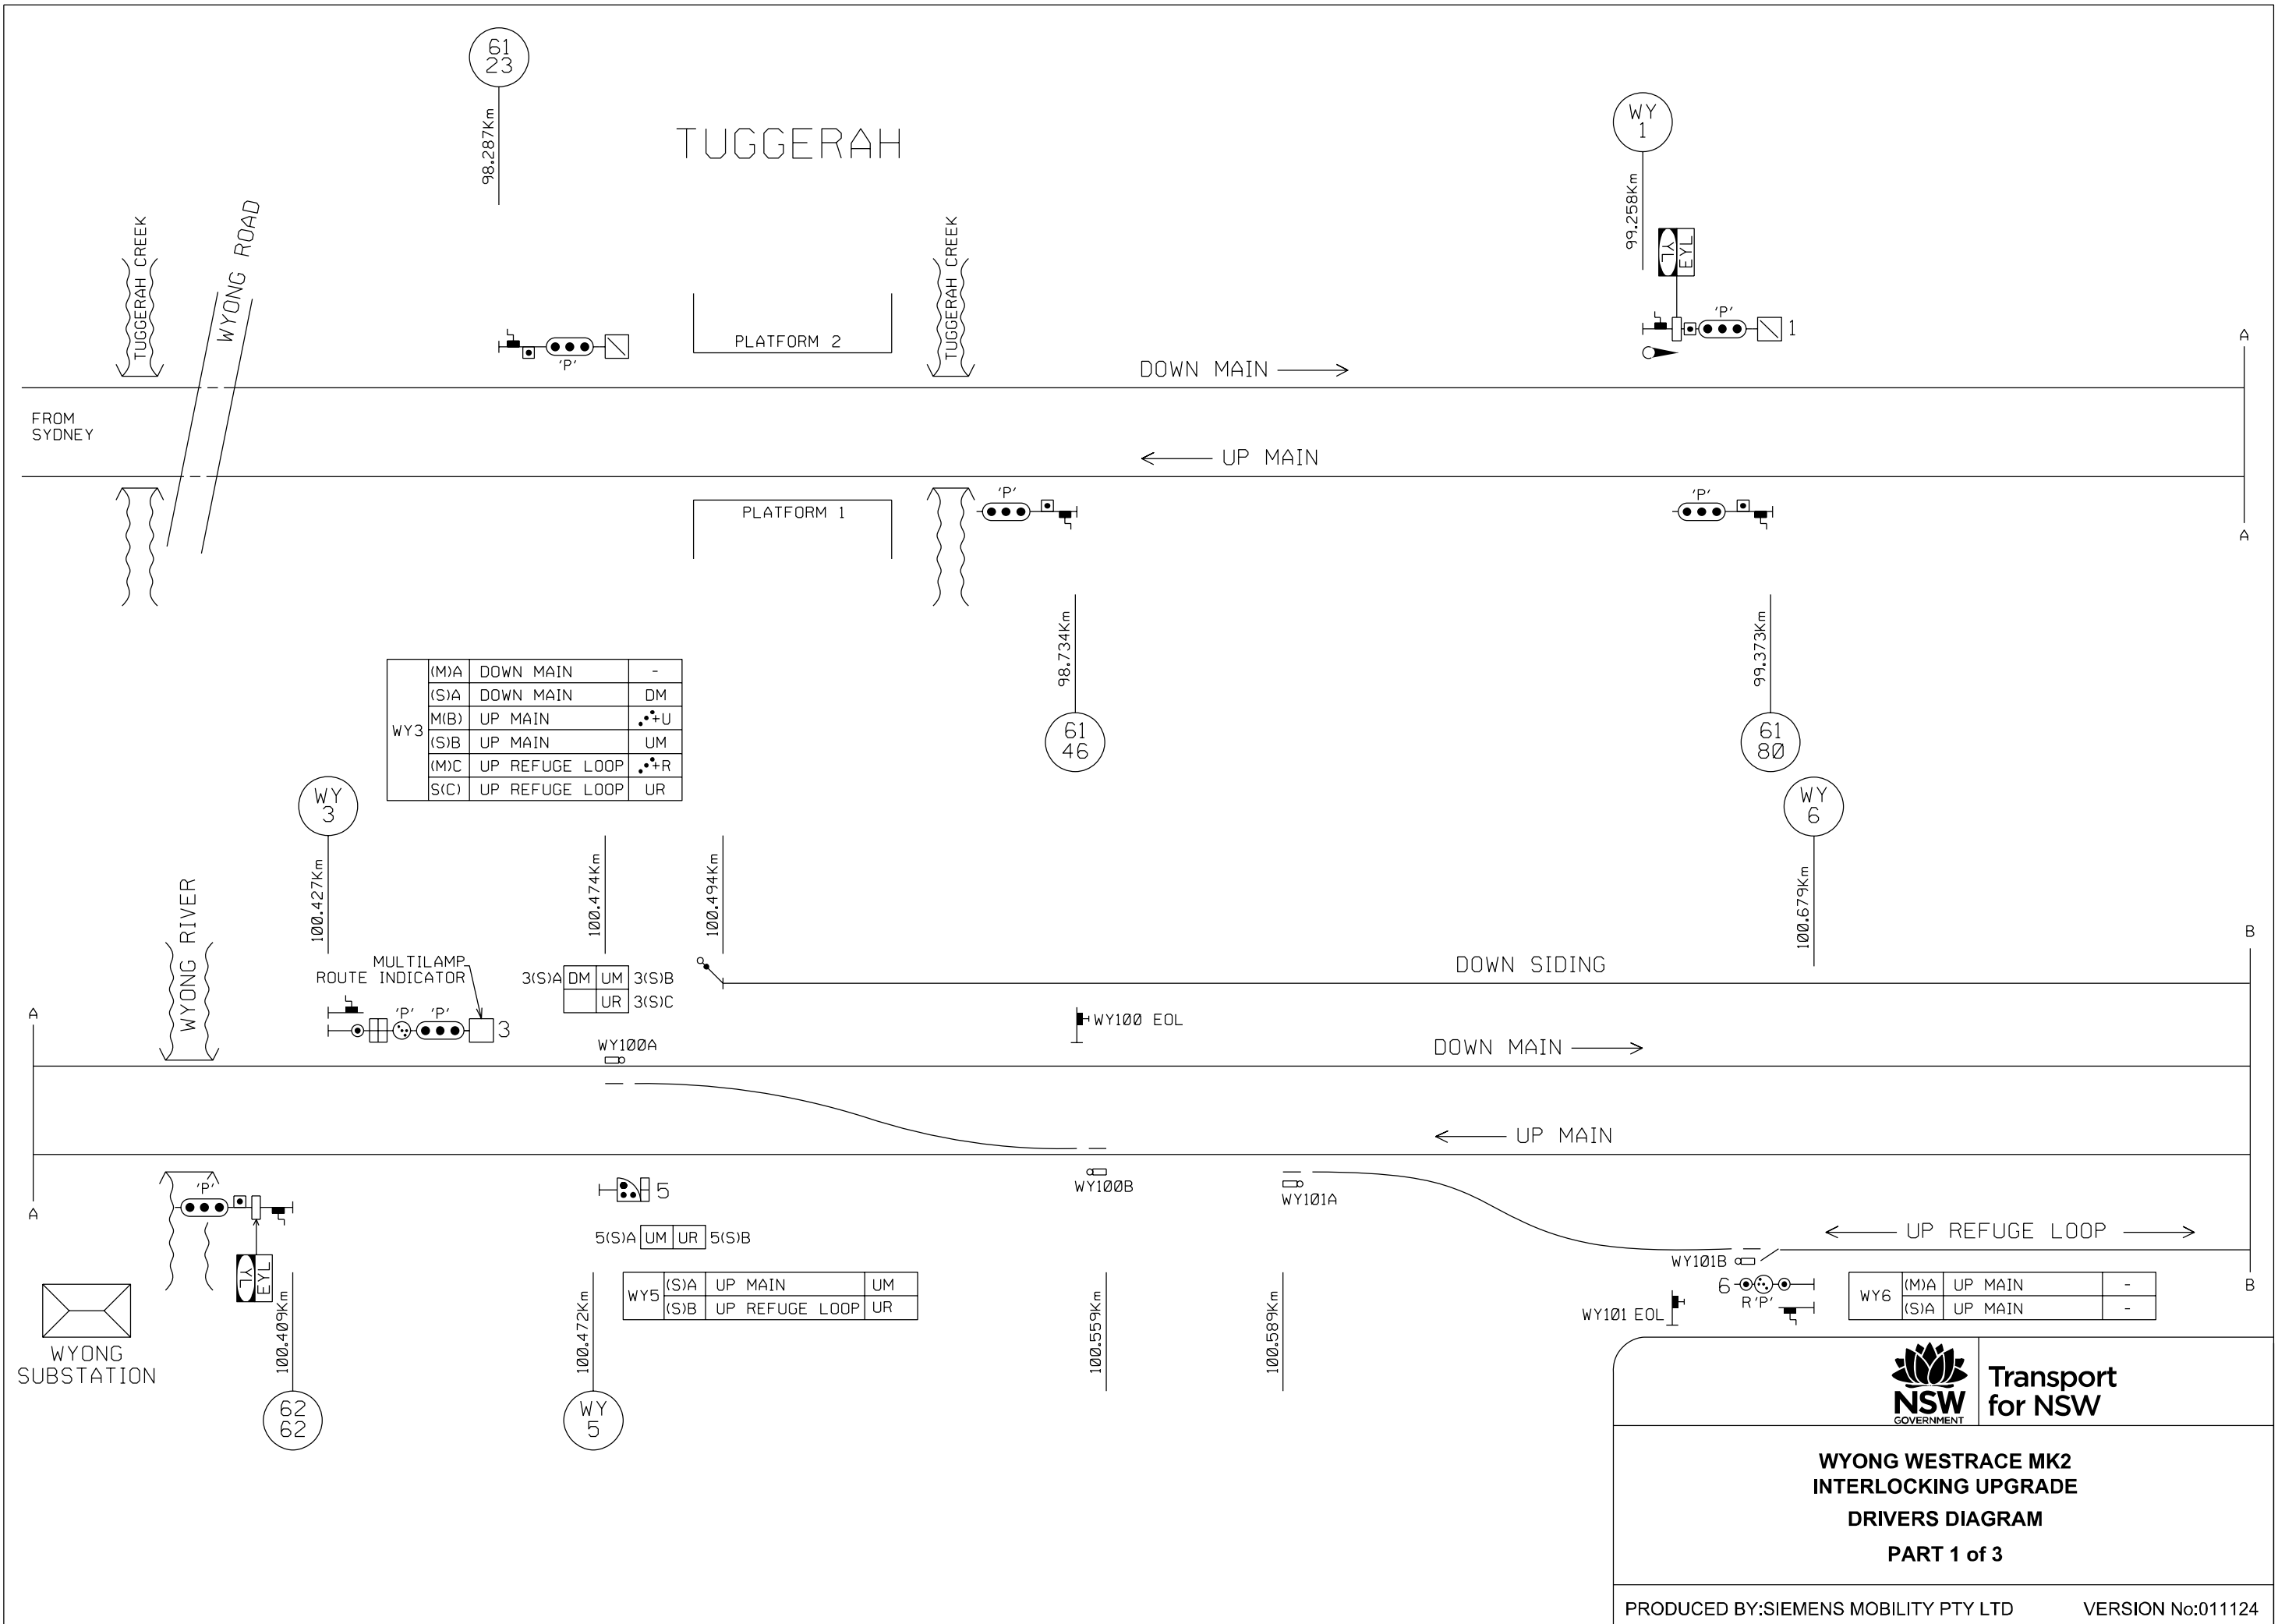 61
23
98.287Km
TUGGERAH
WY
1
99.258Km
YL
EYL
'P'
1
TUGGERAH CREEK
WYONG ROAD
'P'
PLATFORM 2
TUGGERAH CREEK
DOWN MAIN
A
FROM
SYDNEY
UP MAIN
PLATFORM 1
'P'
'P'
A
98.734Km
61
46
99.373Km
61
80
WY3
(M)A DOWN MAIN -
(S)A DOWN MAIN DM
M(B) UP MAIN +U
(S)B UP MAIN UM
(M)C UP REFUGE LOOP +R
S(C) UP REFUGE LOOP UR
WY
3
100.427Km
100.474Km
100.494Km
WY
6
100.679Km
WYONG RIVER
MULTILAMP
ROUTE INDICATOR
'P' 'P'
3
3(S)A DM UM 3(S)B
UR 3(S)C
DOWN SIDING
B
A
WY100A
WY100 EOL
DOWN MAIN
UP MAIN
'P'
YL
EYL
A
5
WY100B
WY101A
5(S)A UM UR 5(S)B
UP REFUGE LOOP
WY101B
6
R'P'
WY101 EOL
B
WY5
(S)A UP MAIN UM
(S)B UP REFUGE LOOP UR
WY6
(M)A UP MAIN -
(S)A UP MAIN -
WYONG
SUBSTATION
100.409Km
62
62
100.472Km
WY
5
100.559Km
100.589Km
NSW
GOVERNMENT
Transport
for NSW
WYONG WESTRACE MK2
INTERLOCKING UPGRADE
DRIVERS DIAGRAM
PART 1 of 3
PRODUCED BY:SIEMENS MOBILITY PTY LTD VERSION No:011124